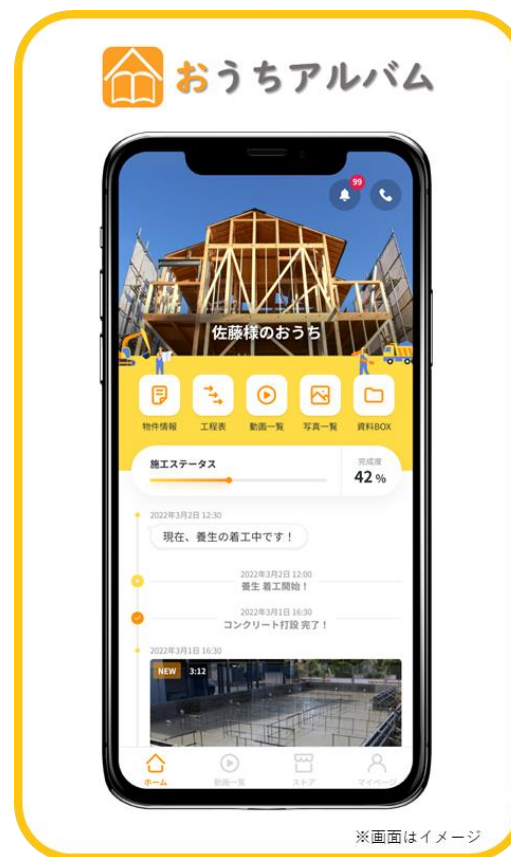 おうちアルバム
99
佐藤様のおうち
物件情報
工程表
動画一覧
写真一覧
資料BOX
施工ステータス
完成度
42 %
2022年3月2日 12:30
現在、養生の着工中です！
2022年3月2日 12:00
養生 着工開始！
2022年3月1日 16:30
コンクリート打設 完了！
2022年3月1日 16:30
NEW 3:12
ホーム
動画一覧
ストア
マイページ
※画面はイメージ